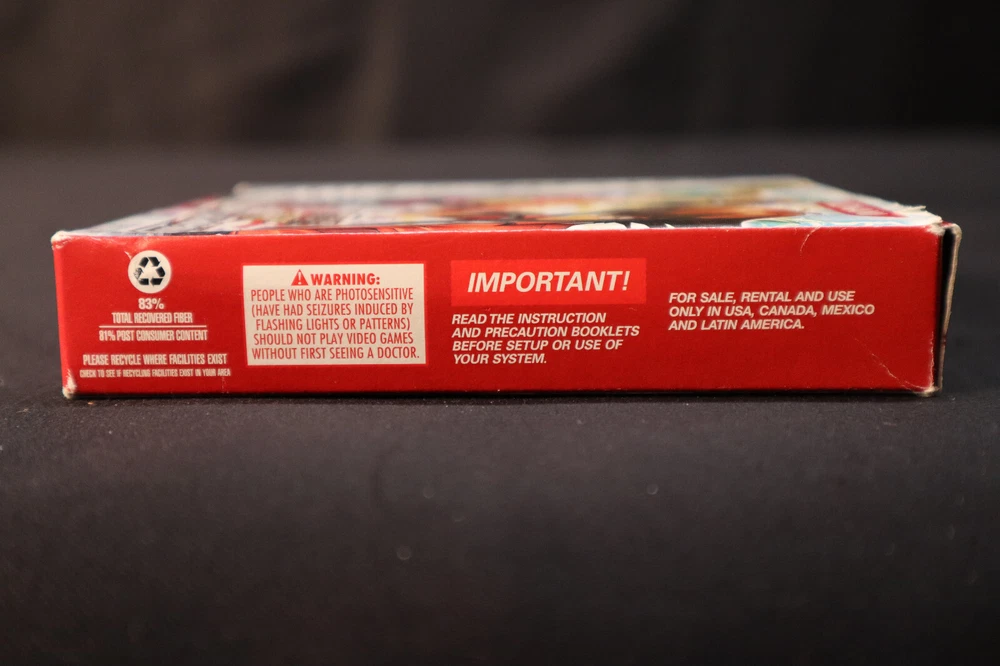 83%
TOTAL RECOVERED FIBER
81% POST CONSUMER CONTENT
PLEASE RECYCLE WHERE FACILITIES EXIST
CHECK TO SEE IF RECYCLING FACILITIES EXIST IN YOUR AREA
WARNING:
PEOPLE WHO ARE PHOTOSENSITIVE
(HAVE HAD SEIZURES INDUCED BY
FLASHING LIGHTS OR PATTERNS)
SHOULD NOT PLAY VIDEO GAMES
WITHOUT FIRST SEEING A DOCTOR.
IMPORTANT!
READ THE INSTRUCTION
AND PRECAUTION BOOKLETS
BEFORE SETUP OR USE OF
YOUR SYSTEM.
FOR SALE, RENTAL AND USE
ONLY IN USA, CANADA, MEXICO
AND LATIN AMERICA.